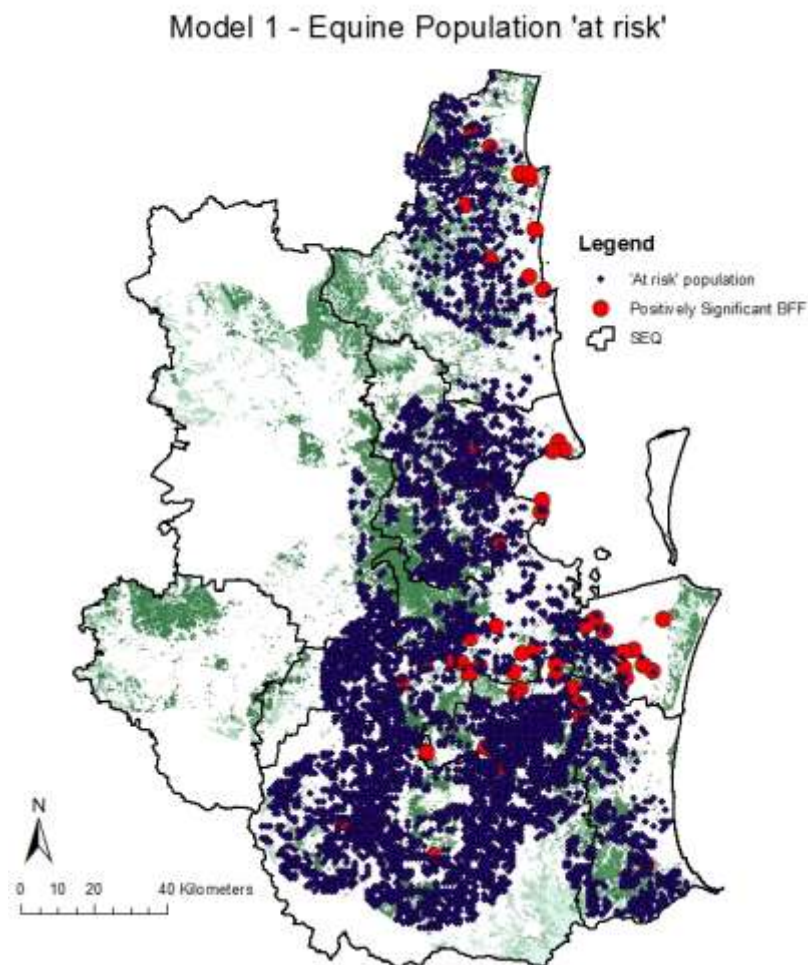 Model 1 - Equine Population 'at risk'
Legend
'At risk' population
Positively Significant BFF
SEQ
N
0 10 20 40 Kilometers